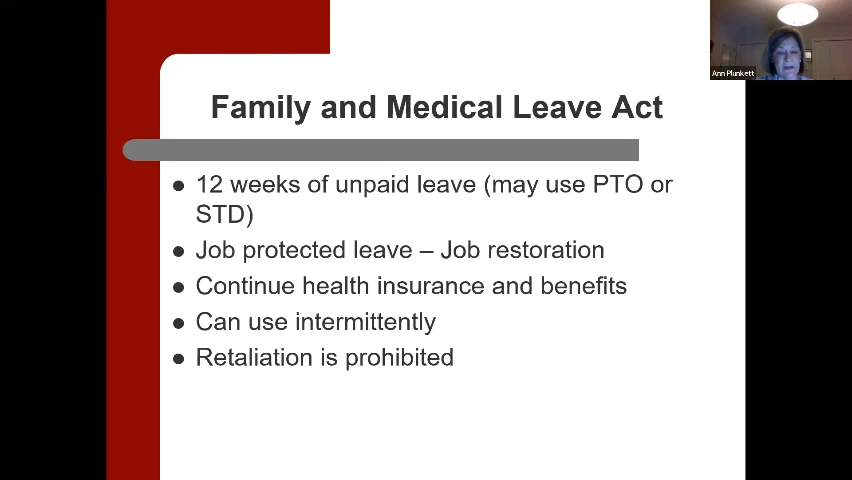 Ann Plunkett
Family and Medical Leave Act
● 12 weeks of unpaid leave (may use PTO or
STD)
● Job protected leave – Job restoration
● Continue health insurance and benefits
● Can use intermittently
● Retaliation is prohibited